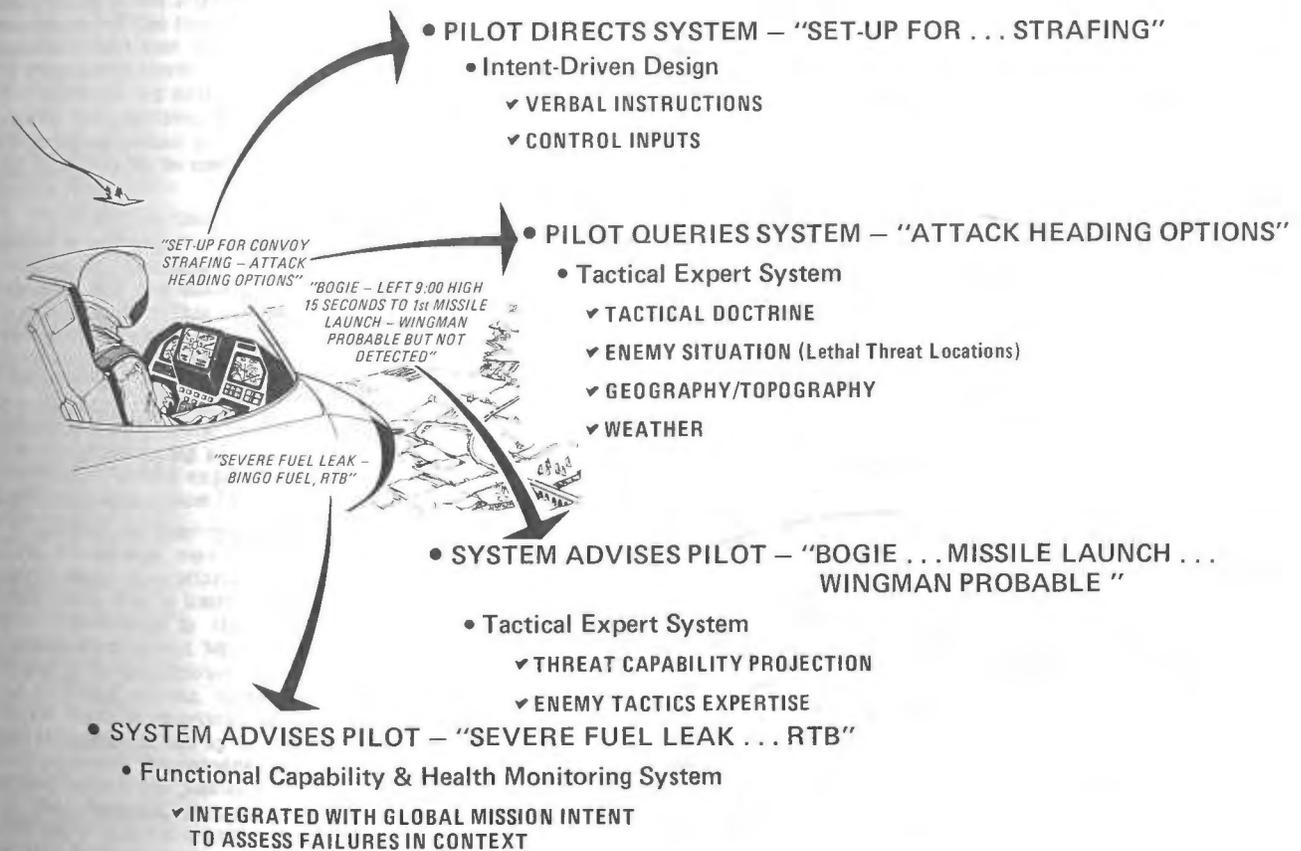 • PILOT DIRECTS SYSTEM – "SET-UP FOR . . . STRAFING"
• Intent-Driven Design
✓ VERBAL INSTRUCTIONS
✓ CONTROL INPUTS
"SET-UP FOR CONVOY
STRAFING – ATTACK
HEADING OPTIONS"
"BOGIE – LEFT 9:00 HIGH
15 SECONDS TO 1st MISSILE
LAUNCH – WINGMAN
PROBABLE BUT NOT
DETECTED"
"SEVERE FUEL LEAK –
BINGO FUEL, RTB"
• PILOT QUERIES SYSTEM – "ATTACK HEADING OPTIONS"
• Tactical Expert System
✓ TACTICAL DOCTRINE
✓ ENEMY SITUATION (Lethal Threat Locations)
✓ GEOGRAPHY/TOPOGRAPHY
✓ WEATHER
• SYSTEM ADVISES PILOT – "BOGIE . . . MISSILE LAUNCH . . .
WINGMAN PROBABLE "
• Tactical Expert System
✓ THREAT CAPABILITY PROJECTION
✓ ENEMY TACTICS EXPERTISE
• SYSTEM ADVISES PILOT – "SEVERE FUEL LEAK . . . RTB"
• Functional Capability & Health Monitoring System
✓ INTEGRATED WITH GLOBAL MISSION INTENT
TO ASSESS FAILURES IN CONTEXT